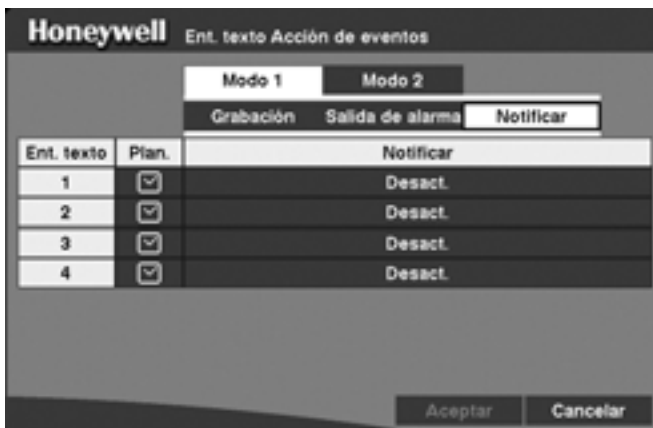 Honeywell Ent. texto Acción de eventos
Modo 1 Modo 2
Grabación Salida de alarma Notificar
Ent. texto Plan. Notificar
1 Desact.
2 Desact.
3 Desact.
4 Desact.
Aceptar Cancelar